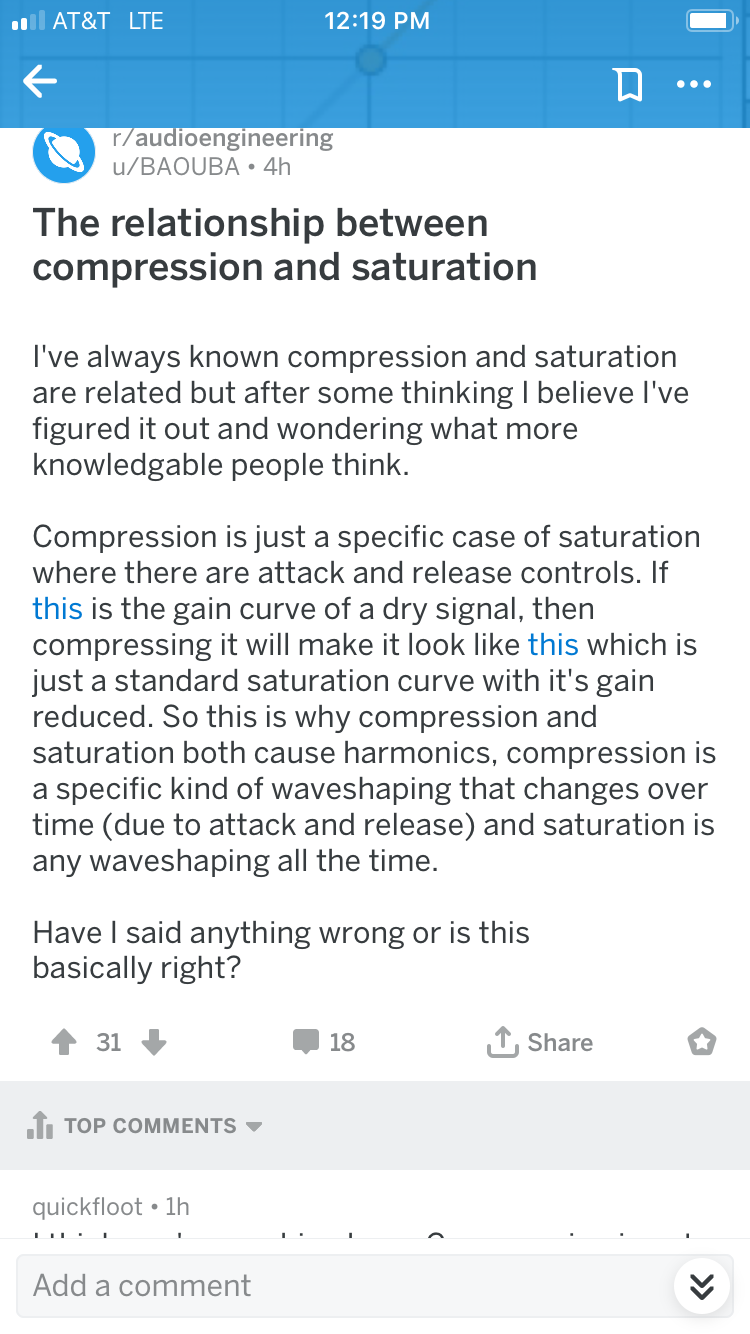 AT&T LTE 12:19 PM
r/audioengineering
u/BAOUBA • 4h
The relationship between
compression and saturation
I've always known compression and saturation
are related but after some thinking I believe I've
figured it out and wondering what more
knowledgable people think.
Compression is just a specific case of saturation
where there are attack and release controls. If
this is the gain curve of a dry signal, then
compressing it will make it look like this which is
just a standard saturation curve with it's gain
reduced. So this is why compression and
saturation both cause harmonics, compression is
a specific kind of waveshaping that changes over
time (due to attack and release) and saturation is
any waveshaping all the time.
Have I said anything wrong or is this
basically right?
31 18 Share
TOP COMMENTS
quickfloot • 1h
Add a comment